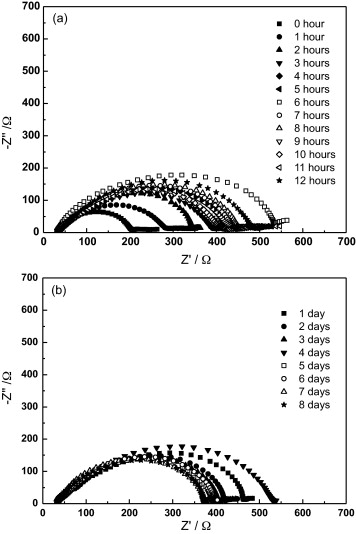 (a)
700
600
500
400
300
200
100
0
-Z" /Ω
0 hour
1 hour
2 hours
3 hours
4 hours
5 hours
6 hours
7 hours
8 hours
9 hours
10 hours
11 hours
12 hours
0 100 200 300 400 500 600 700
Z' / Ω
(b)
700
600
500
400
300
200
100
0
-Z" /Ω
1 day
2 days
3 days
4 days
5 days
6 days
7 days
8 days
0 100 200 300 400 500 600 700
Z' / Ω